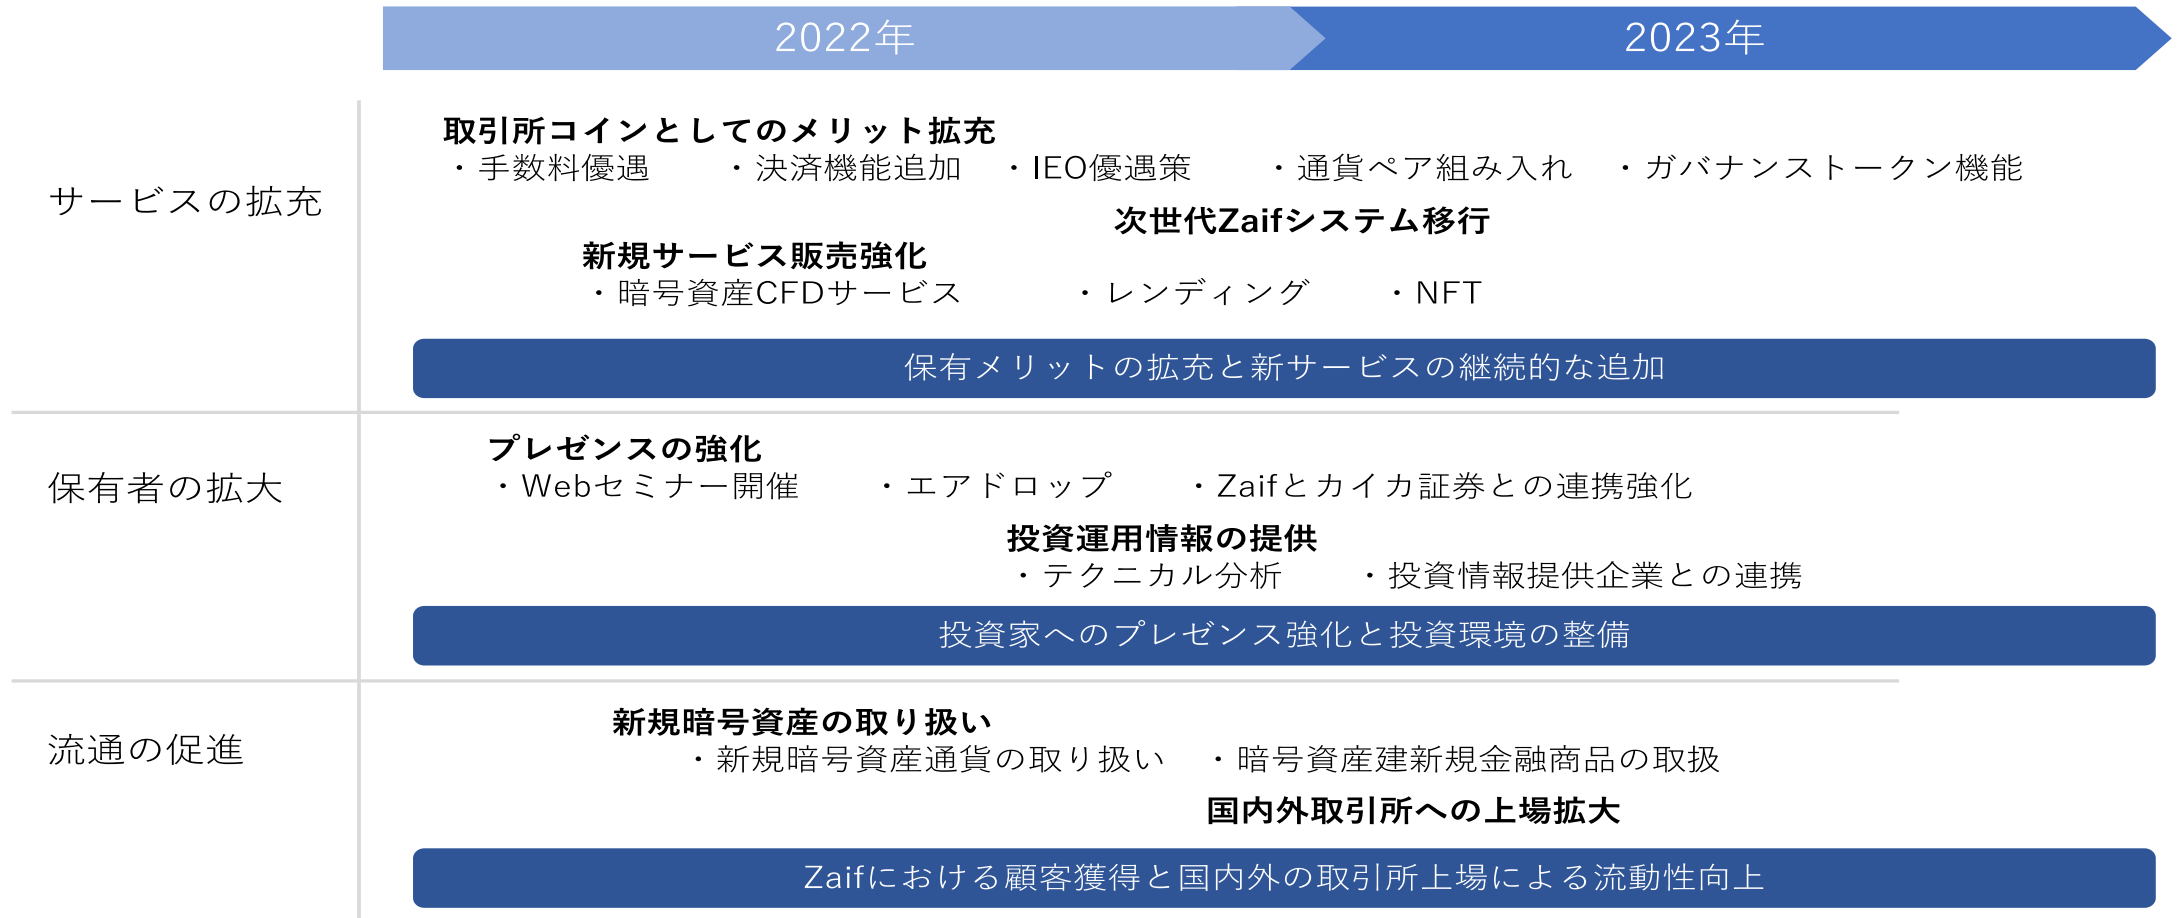 2022年 2023年
サービスの拡充
取引所コインとしてのメリット拡充
・手数料優遇 ・決済機能追加 ・IEO優遇策 ・通貨ペア組み入れ ・ガバナンストークン機能
次世代Zaifシステム移行
新規サービス販売強化
・暗号資産CFDサービス ・レンディング ・NFT
保有メリットの拡充と新サービスの継続的な追加
保有者の拡大
プレゼンスの強化
・Webセミナー開催 ・エアドロップ ・Zaifとカイカ証券との連携強化
投資運用情報の提供
・テクニカル分析 ・投資情報提供企業との連携
投資家へのプレゼンス強化と投資環境の整備
流通の促進
新規暗号資産の取り扱い
・新規暗号資産通貨の取り扱い ・暗号資産建新規金融商品の取扱
国内外取引所への上場拡大
Zaifにおける顧客獲得と国内外の取引所上場による流動性向上